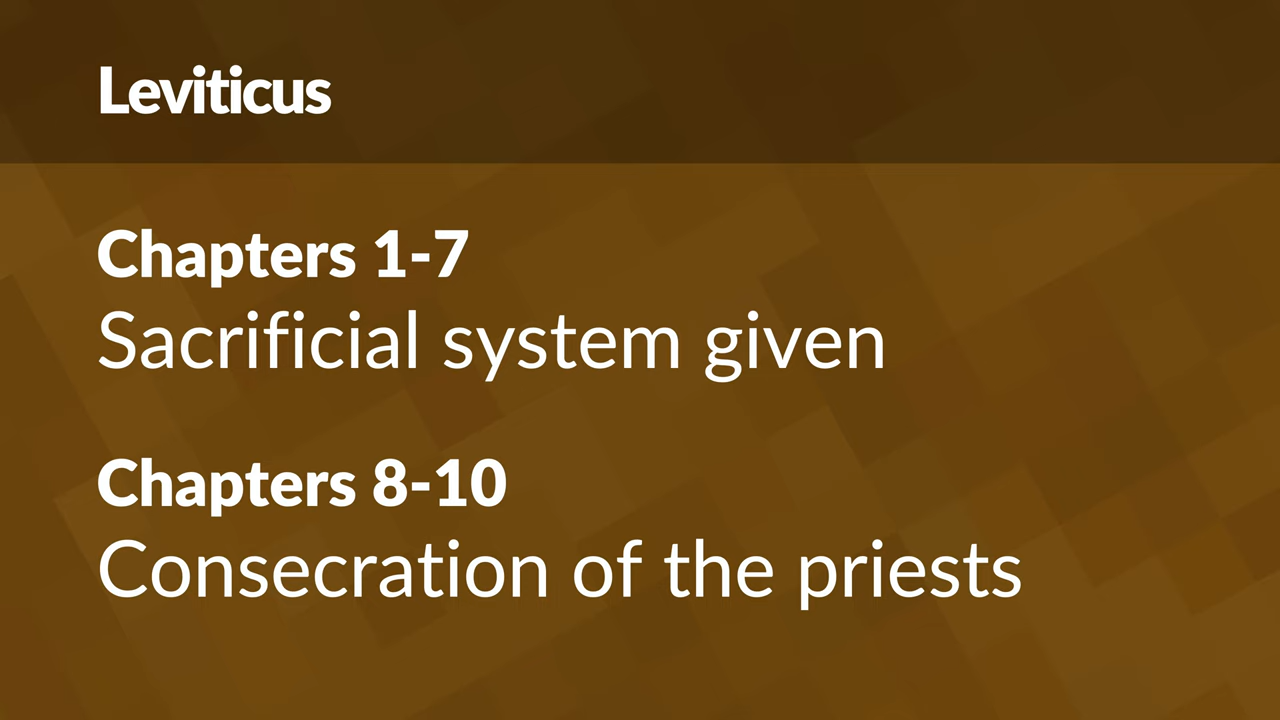 Leviticus
Chapters 1-7
Sacrificial system given
Chapters 8-10
Consecration of the priests